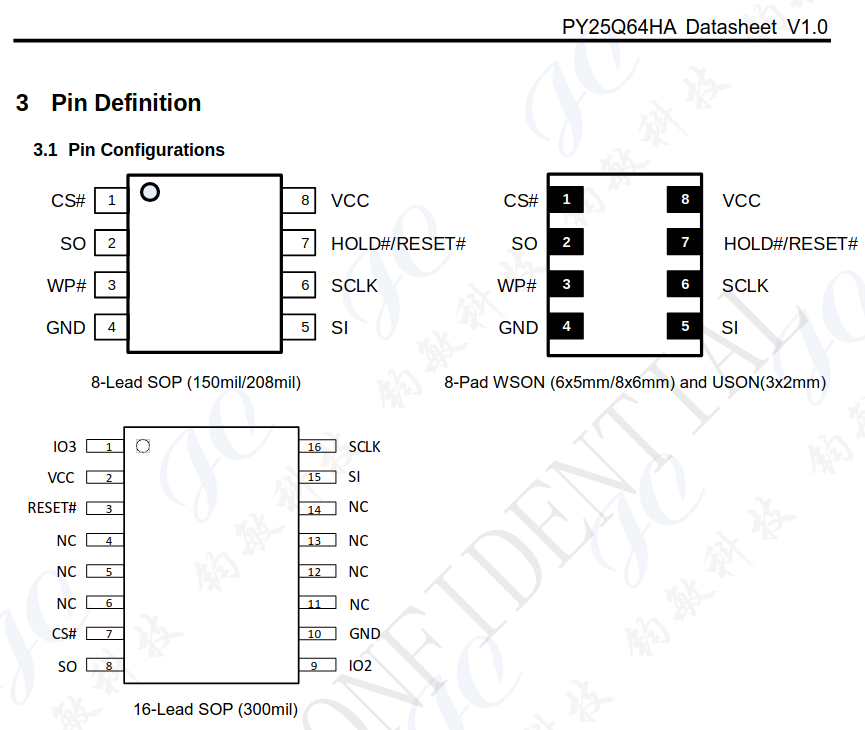 PY25Q64HA Datasheet V1.0
3 Pin Definition
3.1 Pin Configurations
CS# 1 8 VCC
SO 2 7 HOLD#/RESET#
WP# 3 6 SCLK
GND 4 5 SI
8-Lead SOP (150mil/208mil)
CS# 1 8 VCC
SO 2 7 HOLD#/RESET#
WP# 3 6 SCLK
GND 4 5 SI
8-Pad WSON (6x5mm/8x6mm) and USON(3x2mm)
IO3 1 16 SCLK
VCC 2 15 SI
RESET# 3 14 NC
NC 4 13 NC
NC 5 12 NC
NC 6 11 NC
CS# 7 10 GND
SO 8 9 IO2
16-Lead SOP (300mil)
CONFIDENTIAL
钧敏科技